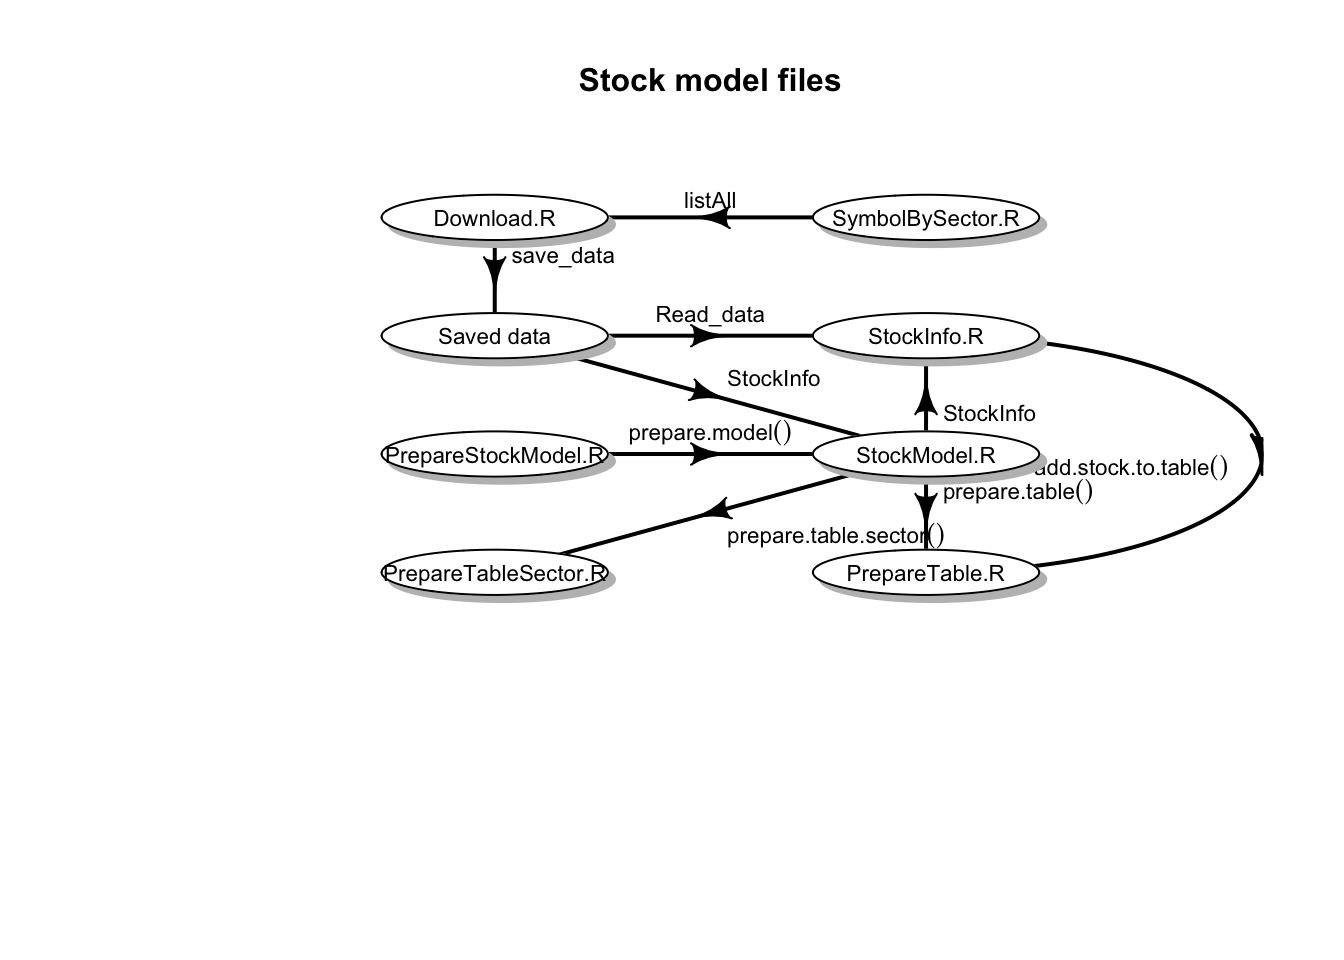 Stock model files
listAll
Download.R
SymbolBySector.R
save_data
Read_data
Saved data
StockInfo.R
StockInfo
StockInfo
prepare.model()
PrepareStockModel.R
StockModel.R
add.stock.to.table()
prepare.table()
prepare.table.sector()
PrepareTableSector.R
PrepareTable.R